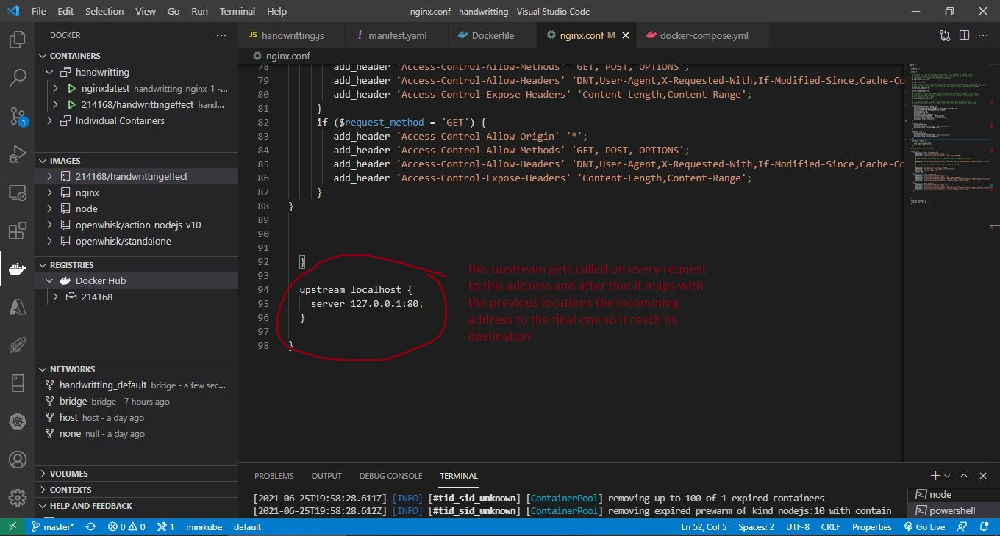 File Edit Selection View Go Run Terminal Help nginx.conf - handwritting - Visual Studio Code
DOCKER
handwritting.js manifest.yaml Dockerfile nginx.conf M docker-compose.yml
nginx.conf
CONTAINERS
handwritting
nginx:latest handwritting_nginx_1 -...
214168/handwrittingeffect handw...
Individual Containers
IMAGES
214168/handwrittingeffect
nginx
node
openwhisk/action-nodejs-v10
openwhisk/standalone
REGISTRIES
Docker Hub
214168
NETWORKS
handwritting_default bridge - a few sec...
bridge bridge - 7 hours ago
host host - a day ago
none null - a day ago
VOLUMES
CONTEXTS
HELP AND FEEDBACK
78 add_header 'Access-Control-Allow-Methods' 'GET, POST, OPTIONS';
79 add_header 'Access-Control-Allow-Headers' 'DNT,User-Agent,X-Requested-With,If-Modified-Since,Cache-Co
80 add_header 'Access-Control-Expose-Headers' 'Content-Length,Content-Range';
81 }
82 if ($request_method = 'GET') {
83 add_header 'Access-Control-Allow-Origin' '*';
84 add_header 'Access-Control-Allow-Methods' 'GET, POST, OPTIONS';
85 add_header 'Access-Control-Allow-Headers' 'DNT,User-Agent,X-Requested-With,If-Modified-Since,Cache-Co
86 add_header 'Access-Control-Expose-Headers' 'Content-Length,Content-Range';
87 }
88 }
89
90
91
92 }
93
94 upstream localhost {
95 server 127.0.0.1:80;
96 }
97
98 }
this upstream gets called on every request
to this address and after that it maps with
the previous locations the incomming
address to the final one so it reach its
destination
PROBLEMS OUTPUT DEBUG CONSOLE TERMINAL
[2021-06-25T19:58:28.611Z] [INFO] [#tid_sid_unknown] [ContainerPool] removing up to 100 of 1 expired containers
[2021-06-25T19:58:28.612Z] [INFO] [#tid_sid_unknown] [ContainerPool] removing expired prewarm of kind nodejs:10 with contain
node
powershell
master* 0 0 1 minikube default Ln 52, Col 5 Spaces: 2 UTF-8 CRLF Properties Go Live